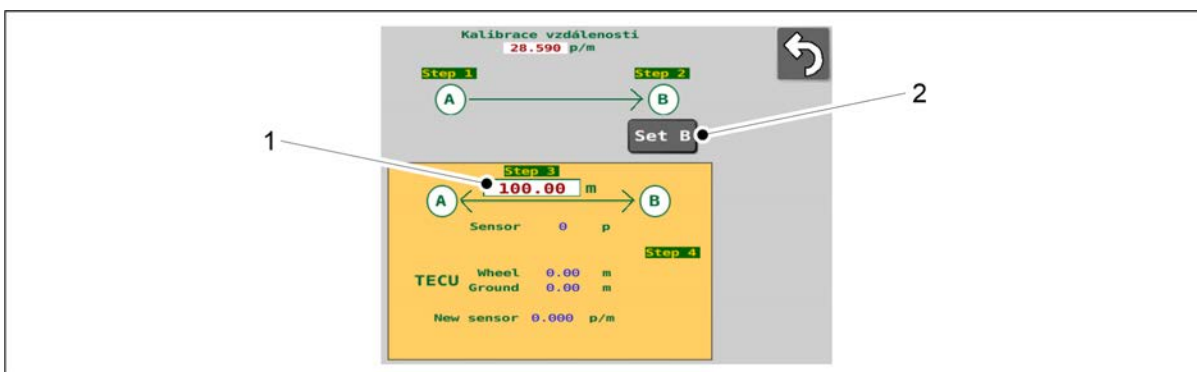 Kalibrace vzdálenosti
28.590 p/m
Step 1 Step 2
A B
Set B
2
1
Step 3
100.00 m
A B
Sensor 0 p
Step 4
TECU Wheel 0.00 m
Ground 0.00 m
New sensor 0.000 p/m